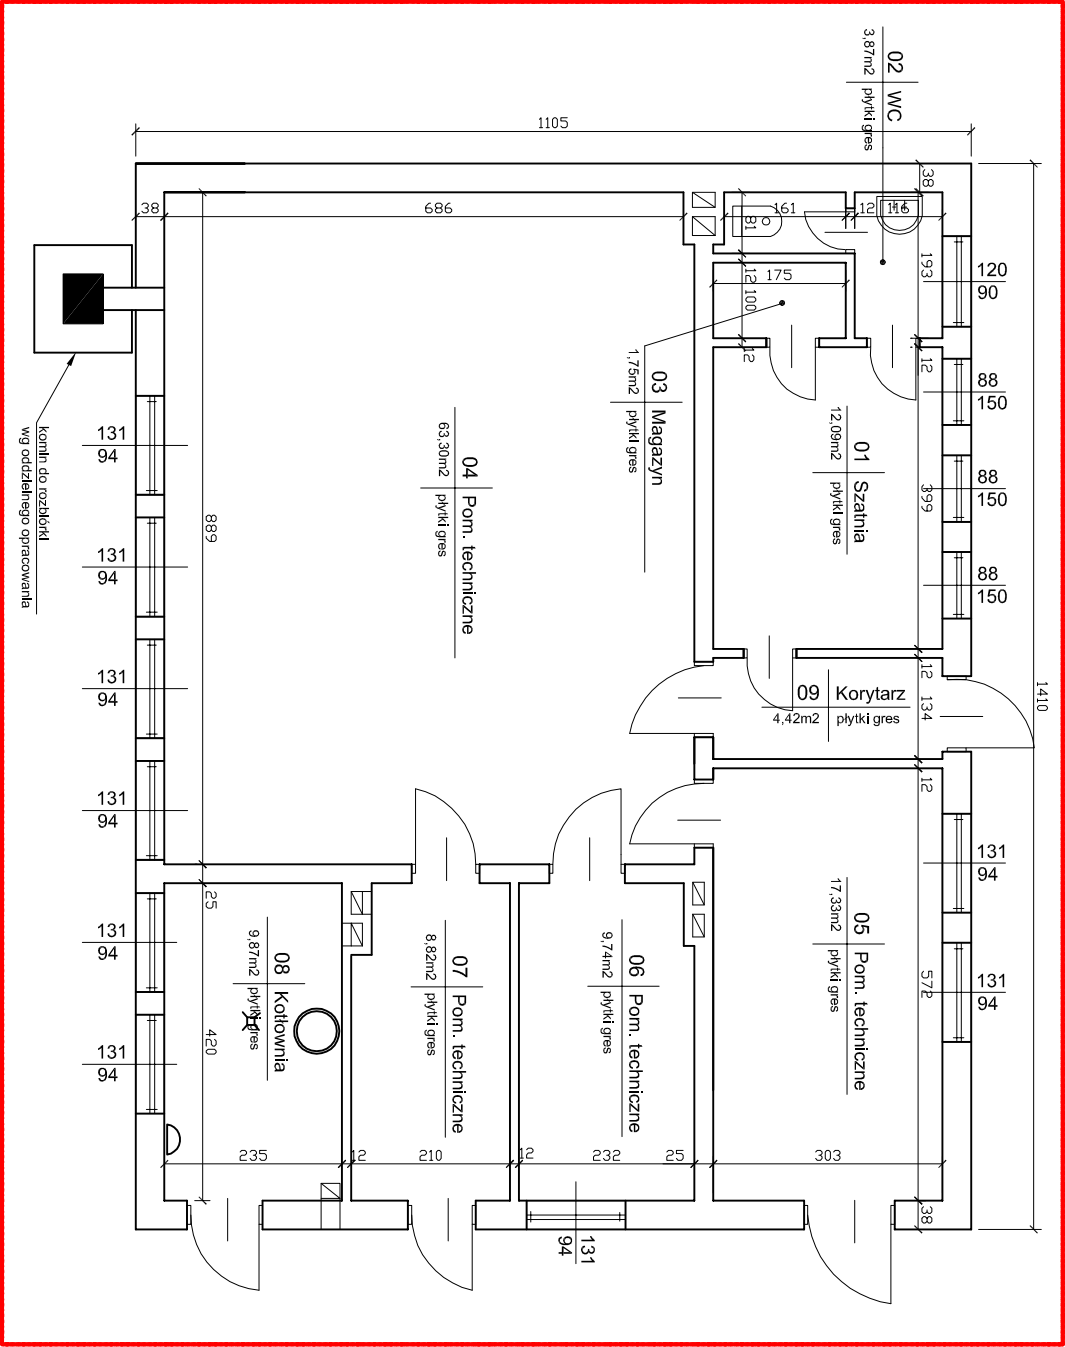 02 WC
3,87m2 płytki gres
1105
38
38
686
161
12 116
81
193
120
90
12
175
100
12
12
88
150
03 Magazyn
1,75m2 płytki gres
01 Szatnia
12,09m2 płytki gres
399
88
150
88
150
04 Pom. techniczne
63,30m2 płytki gres
889
131
94
131
94
131
94
131
94
komin do rozbiórki
wg oddzielnego opracowania
12
09 Korytarz
4,42m2 płytki gres
134
1410
12
131
94
131
94
05 Pom. techniczne
17,33m2 płytki gres
572
25
08 Kotłownia
9,87m2 płytki gres
420
07 Pom. techniczne
8,82m2 płytki gres
06 Pom. techniczne
9,74m2 płytki gres
131
94
131
94
235
12
210
12
232
25
303
38
131
94